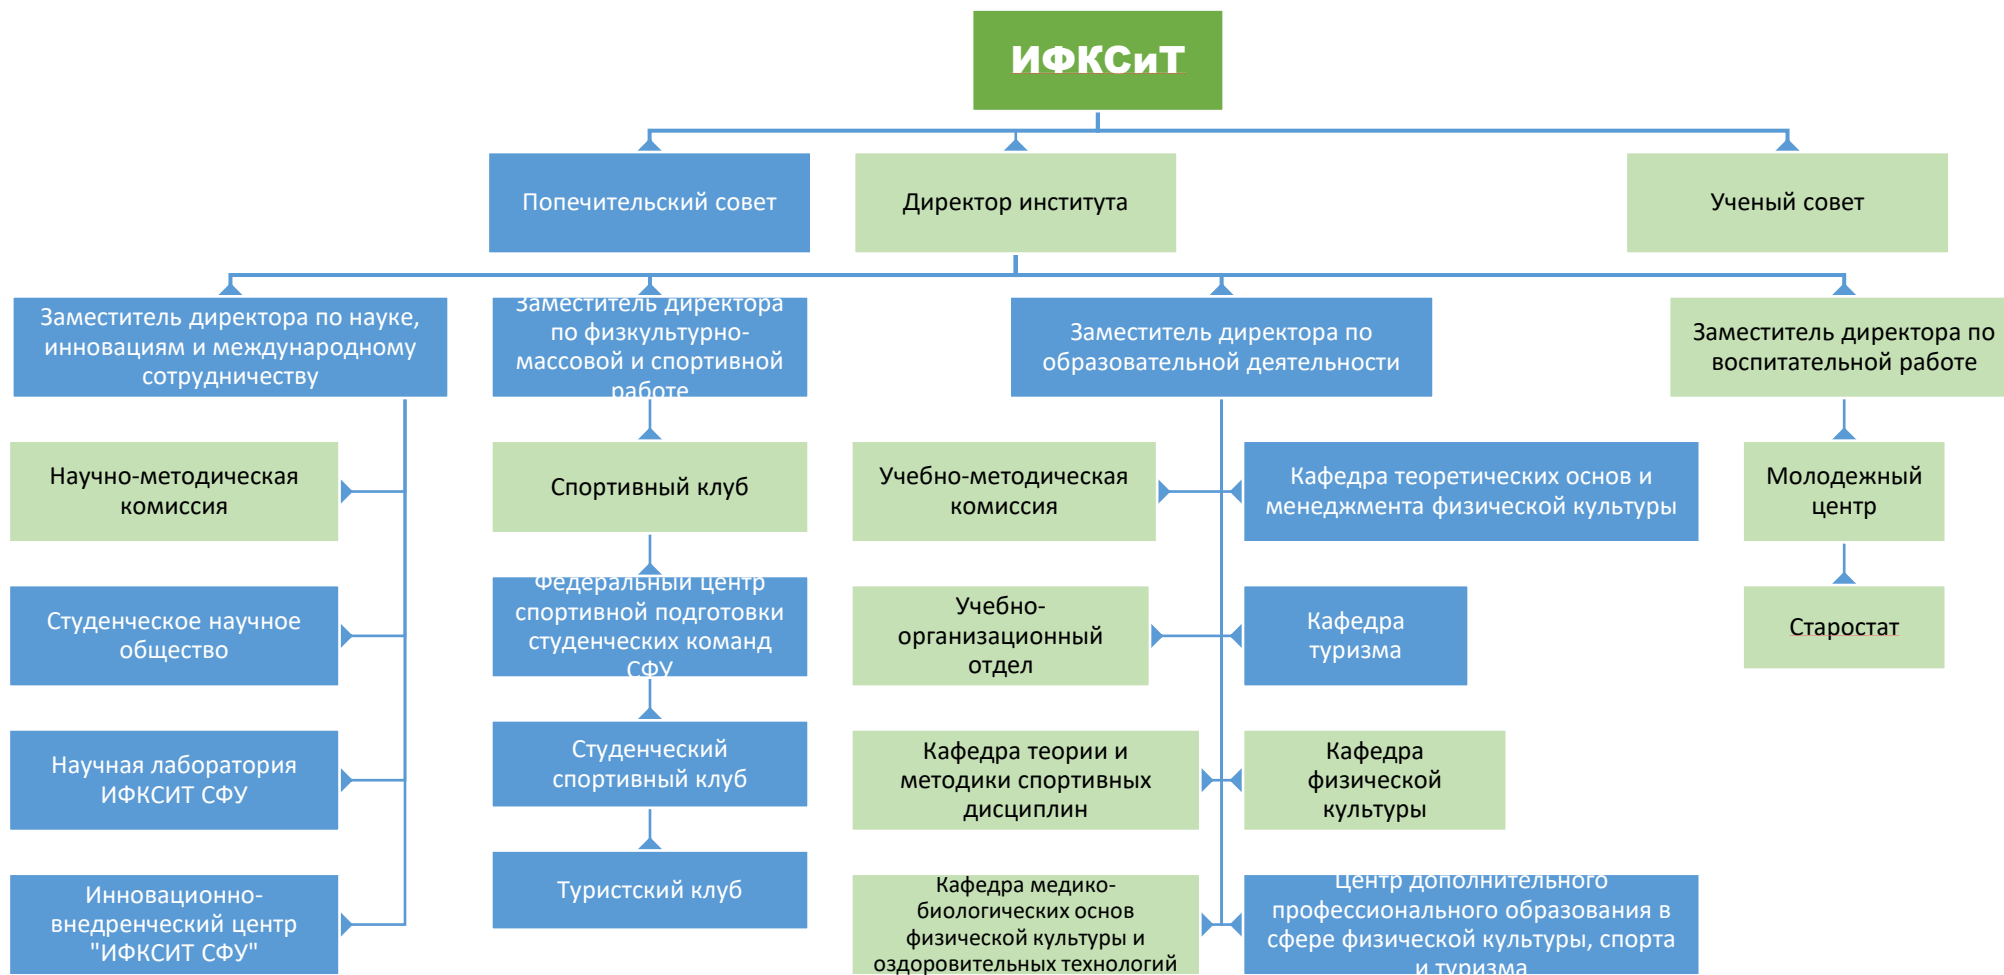 ИФКСиТ
Попечительский совет
Директор института
Ученый совет
Заместитель директора по науке,
инновациям и международному
сотрудничеству
Заместитель директора
по физкультурно-
массовой и спортивной
работе
Заместитель директора по
образовательной деятельности
Заместитель директора по
воспитательной работе
Научно-методическая
комиссия
Спортивный клуб
Учебно-методическая
комиссия
Кафедра теоретических основ и
менеджмента физической культуры
Молодежный
центр
Студенческое научное
общество
Федеральный центр
спортивной подготовки
студенческих команд
СФУ
Учебно-
организационный
отдел
Кафедра
туризма
Старостат
Научная лаборатория
ИФКСИТ СФУ
Студенческий
спортивный клуб
Кафедра теории и
методики спортивных
дисциплин
Кафедра
физической
культуры
Инновационно-
внедренческий центр
"ИФКСИТ СФУ"
Туристский клуб
Кафедра медико-
биологических основ
физической культуры и
оздоровительных технологий
Центр дополнительного
профессионального образования в
сфере физической культуры, спорта
и туризма